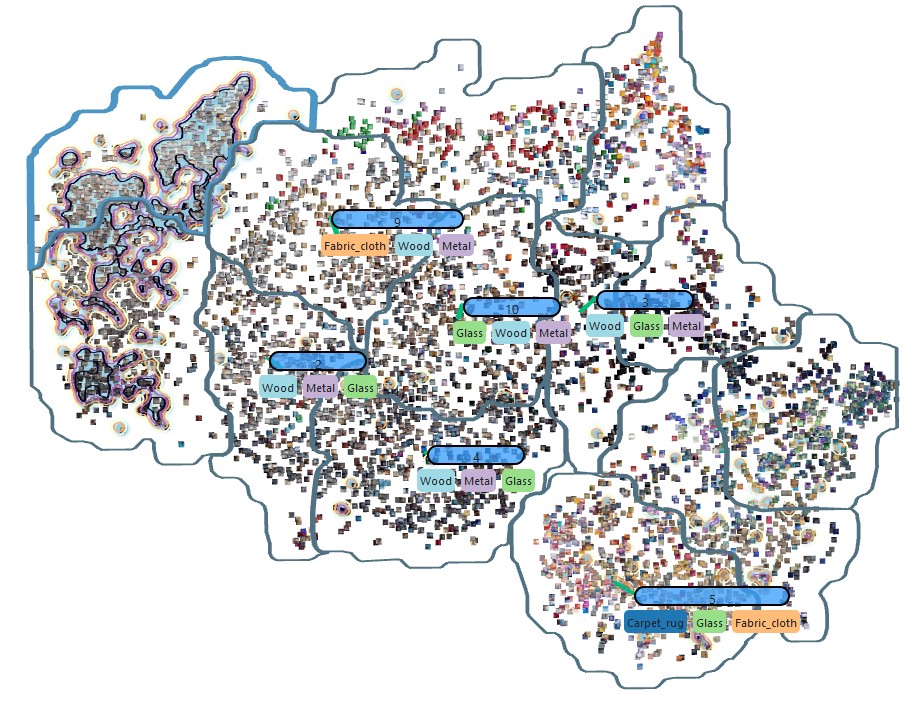 9
Fabric_cloth Wood Metal
10
Glass Wood Metal
3
Wood Glass Metal
2
Wood Metal Glass
4
Wood Metal Glass
5
Carpet_rug Glass Fabric_cloth